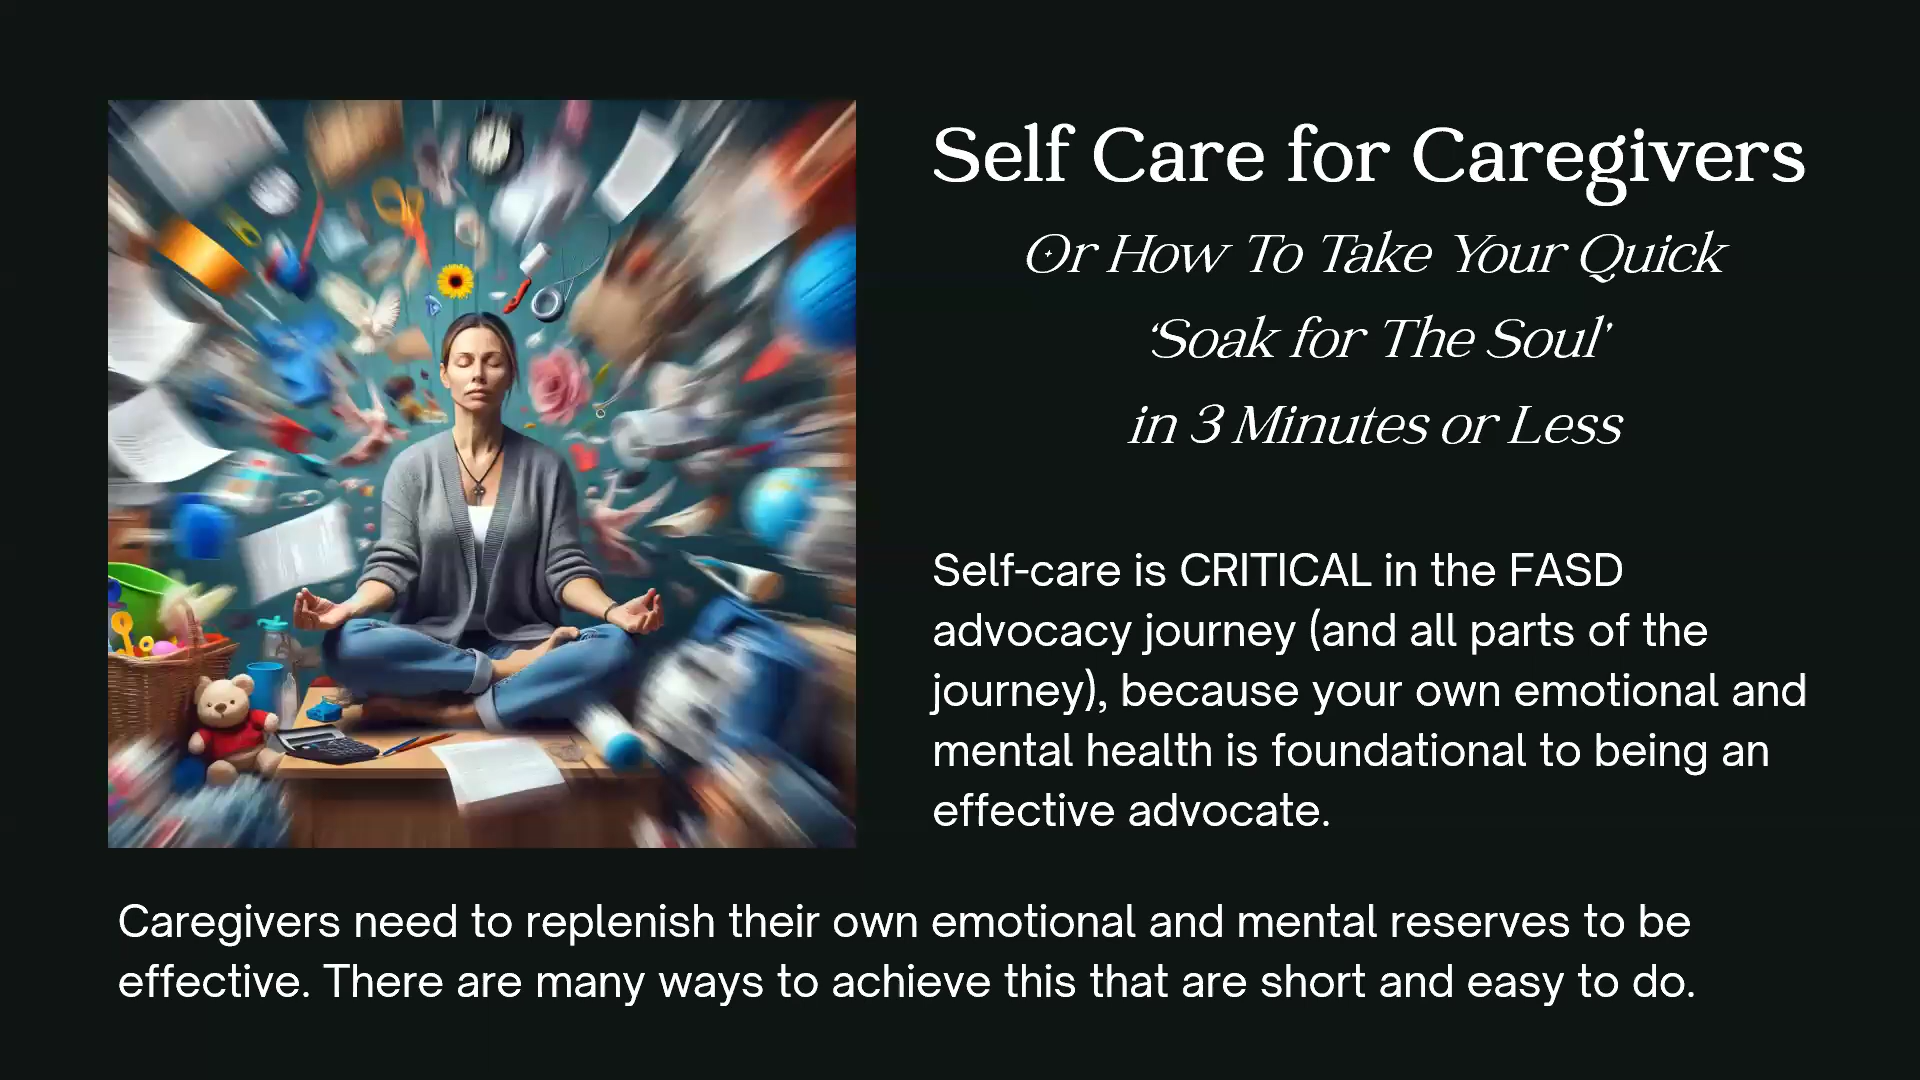 Self Care for Caregivers
Or How To Take Your Quick
‘Soak for The Soul’
in 3 Minutes or Less
Self-care is CRITICAL in the FASD
advocacy journey (and all parts of the
journey), because your own emotional and
mental health is foundational to being an
effective advocate.
Caregivers need to replenish their own emotional and mental reserves to be
effective. There are many ways to achieve this that are short and easy to do.